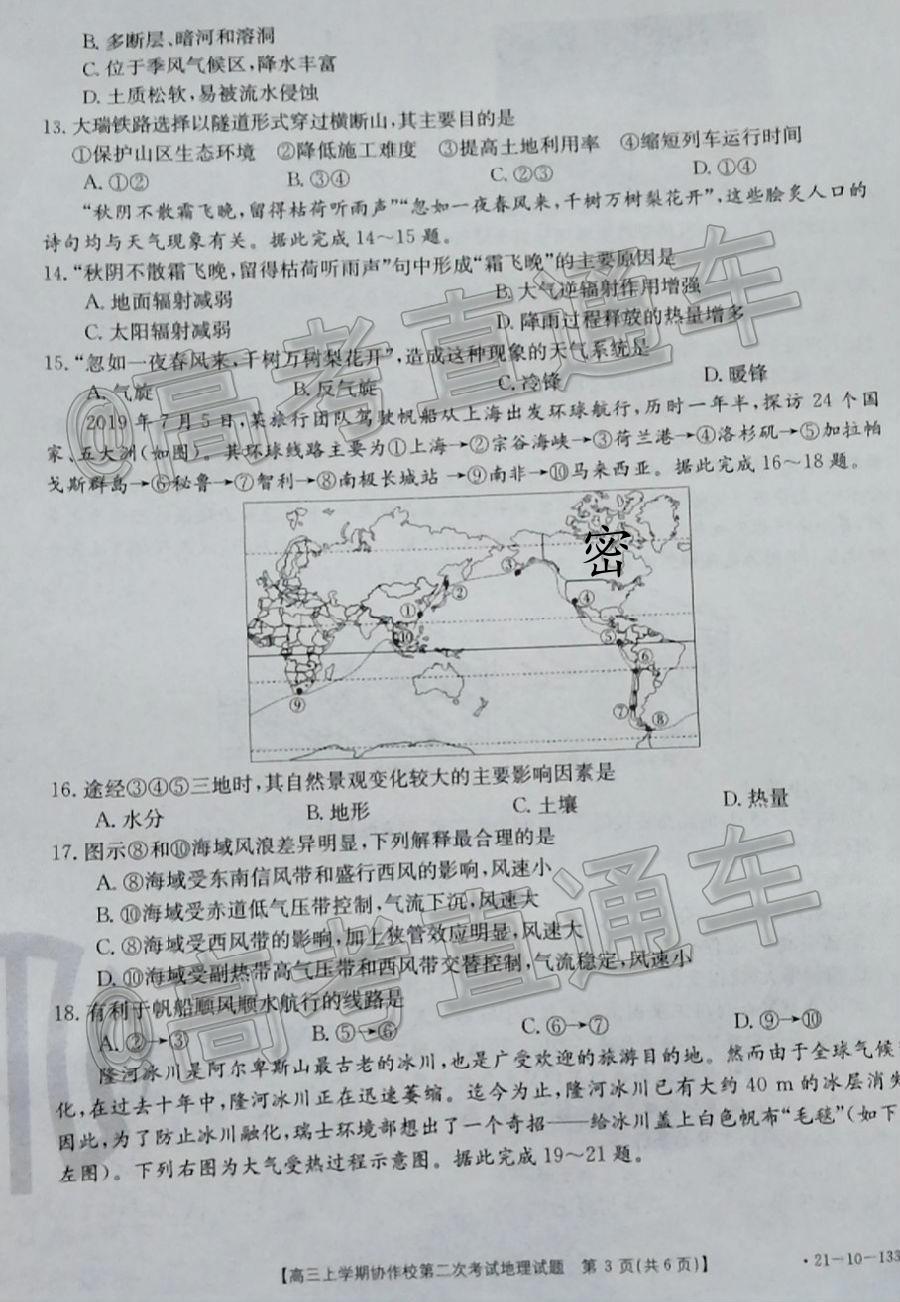 B. 多断层、暗河和溶洞
C. 位于季风气候区,降水丰富
D. 土质松软,易被流水侵蚀
13. 大瑞铁路选择以隧道形式穿过横断山,其主要目的是
①保护山区生态环境 ②降低施工难度 ③提高土地利用率 ④缩短列车运行时间
A. ①② B. ③④ C. ②③ D. ①④
“秋阴不散霜飞晚,留得枯荷听雨声”“忽如一夜春风来,千树万树梨花开”,这些脍炙人口的
诗句均与天气现象有关。据此完成14～15题。
14. “秋阴不散霜飞晚,留得枯荷听雨声”句中形成“霜飞晚”的主要原因是
A. 地面辐射减弱 B. 大气逆辐射作用增强
C. 太阳辐射减弱 D. 降雨过程释放的热量增多
15. “忽如一夜春风来,千树万树梨花开”,造成这种现象的天气系统是
A. 气旋 B. 反气旋 C. 冷锋 D. 暖锋
2019年7月5日,某旅行团队驾驶帆船从上海出发环球航行,历时一年半,探访24个国
家、五大洲(如图)。其环球线路主要为①上海→②宗谷海峡→③荷兰港→④洛杉矶→⑤加拉帕
戈斯群岛→⑥秘鲁→⑦智利→⑧南极长城站→⑨南非→⑩马来西亚。据此完成16～18题。
密
③
②
④
①
⑩
⑤
⑥
⑨
⑦
⑧
16. 途经③④⑤三地时,其自然景观变化较大的主要影响因素是
A. 水分 B. 地形 C. 土壤 D. 热量
17. 图示⑧和⑩海域风浪差异明显,下列解释最合理的是
A. ⑧海域受东南信风带和盛行西风的影响,风速小
B. ⑩海域受赤道低气压带控制,气流下沉,风速大
C. ⑧海域受西风带的影响,加上狭管效应明显,风速大
D. ⑩海域受副热带高气压带和西风带交替控制,气流稳定,风速小
18. 有利于帆船顺风顺水航行的线路是
A. ②→③ B. ⑤→⑥ C. ⑥→⑦ D. ⑨→⑩
隆河冰川是阿尔卑斯山最古老的冰川,也是广受欢迎的旅游目的地。然而由于全球气候
化,在过去十年中,隆河冰川正在迅速萎缩。迄今为止,隆河冰川已有大约40 m的冰层消失
因此,为了防止冰川融化,瑞士环境部想出了一个奇招——给冰川盖上白色帆布“毛毯”(如下
左图)。下列右图为大气受热过程示意图。据此完成19～21题。
@高考直通车
@高考直通车
【高三上学期协作校第二次考试地理试题 第3页(共6页)】 ·21-10-133